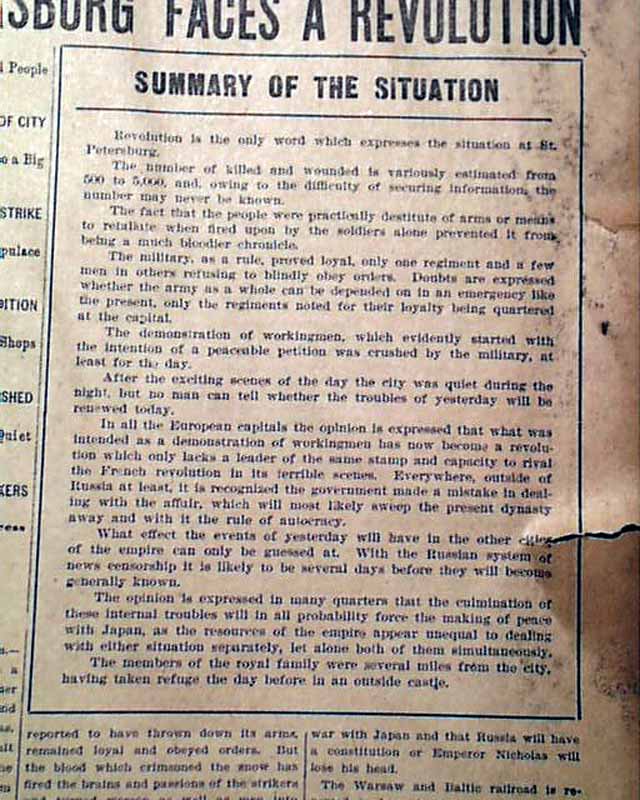 SBURG FACES A REVOLUTION
SUMMARY OF THE SITUATION
Revolution is the only word which expresses the situation at St.
Petersburg.
The number of killed and wounded is variously estimated from
500 to 5,000, and, owing to the difficulty of securing information, the
number may never be known.
The fact that the people were practically destitute of arms or means
to retaliate when fired upon by the soldiers alone prevented it from
being a much bloodier chronicle.
The military, as a rule, proved loyal, only one regiment and a few
men in others refusing to blindly obey orders. Doubts are expressed
whether the army as a whole can be depended on in an emergency like
the present, only the regiments noted for their loyalty being quartered
at the capital.
The demonstration of workingmen, which evidently started with
the intention of a peaceable petition was crushed by the military, at
least for the day.
After the exciting scenes of the day the city was quiet during the
night, but no man can tell whether the troubles of yesterday will be
renewed today.
In all the European capitals the opinion is expressed that what was
intended as a demonstration of workingmen has now become a revolu-
tion which only lacks a leader of the same stamp and capacity to rival
the French revolution in its terrible scenes. Everywhere, outside of
Russia at least, it is recognized the government made a mistake in deal-
ing with the affair, which will most likely sweep the present dynasty
away and with it the rule of autocracy.
What effect the events of yesterday will have in the other cities
of the empire can only be guessed at. With the Russian system of
news censorship it is likely to be several days before they will become
generally known.
The opinion is expressed in many quarters that the culmination of
these internal troubles will in all probability force the making of peace
with Japan, as the resources of the empire appear unequal to dealing
with either situation separately, let alone both of them simultaneously.
The members of the royal family were several miles from the city,
having taken refuge the day before in an outside castle.
People
OF CITY
o a Big
STRIKE
pulace
DITION
Shops
SHED
Quiet
KERS
ress
reported to have thrown down its arms,
remained loyal and obeyed orders. But
the blood which crimsoned the snow has
fired the brains and passions of the strikers
and turned women as well as men into
war with Japan and that Russia will have
a constitution or Emperor Nicholas will
lose his head.
The Warsaw and Baltic railroad is re-